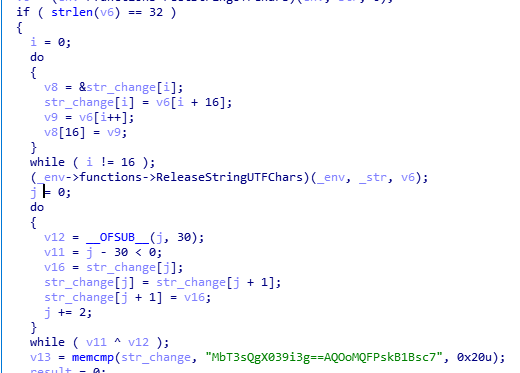 if ( strlen(v6) == 32 )
{
i = 0;
do
{
v8 = &str_change[i];
str_change[i] = v6[i + 16];
v9 = v6[i++];
v8[16] = v9;
}
while ( i != 16 );
(_env->functions->ReleaseStringUTFChars)(_env, _str, v6);
j = 0;
do
{
v12 = __OFSUB__(j, 30);
v11 = j - 30 < 0;
v16 = str_change[j];
str_change[j] = str_change[j + 1];
str_change[j + 1] = v16;
j += 2;
}
while ( v11 ^ v12 );
v13 = memcmp(str_change, "MbT3sQgX039i3g==AQOoMQFPskB1Bsc7", 0x20u);
result = 0;